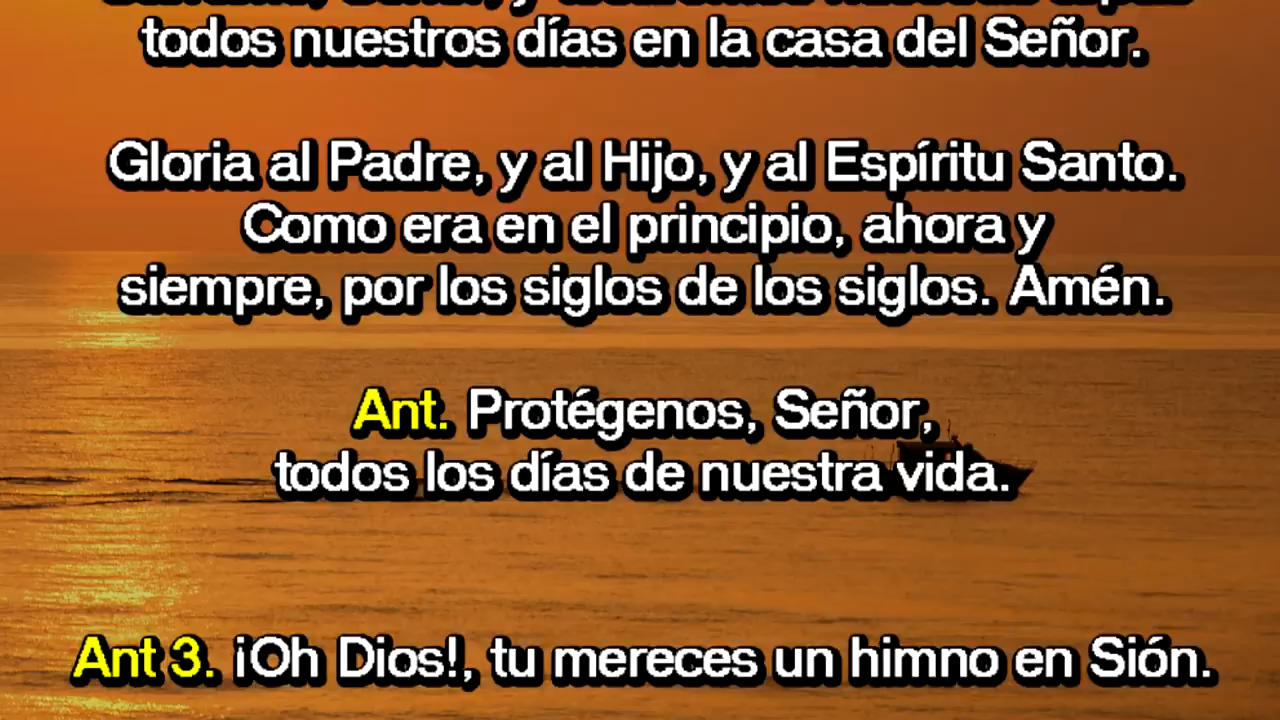 todos nuestros días en la casa del Señor.
Gloria al Padre, y al Hijo, y al Espíritu Santo.
Como era en el principio, ahora y
siempre, por los siglos de los siglos. Amén.
Ant. Protégenos, Señor,
todos los días de nuestra vida.
Ant 3. ¡Oh Dios!, tu mereces un himno en Sión.